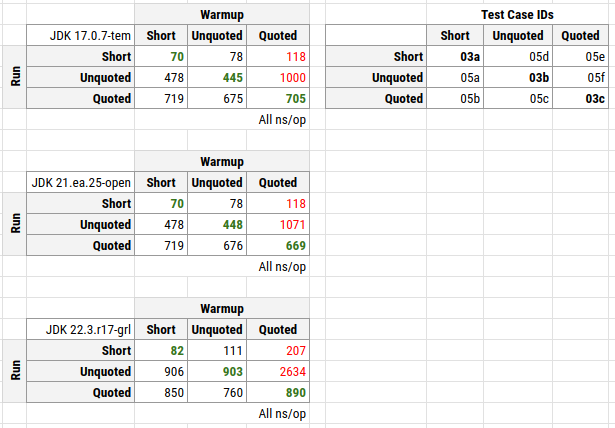 Warmup Test Case IDs
JDK 17.0.7-tem Short Unquoted Quoted Short Unquoted Quoted
Run Short 70 78 118 Short 03a 05d 05e
Unquoted 478 445 1000 Unquoted 05a 03b 05f
Quoted 719 675 705 Quoted 05b 05c 03c
All ns/op
Warmup
JDK 21.ea.25-open Short Unquoted Quoted
Run Short 70 78 118
Unquoted 478 448 1071
Quoted 719 676 669
All ns/op
Warmup
JDK 22.3.r17-grl Short Unquoted Quoted
Run Short 82 111 207
Unquoted 906 903 2634
Quoted 850 760 890
All ns/op